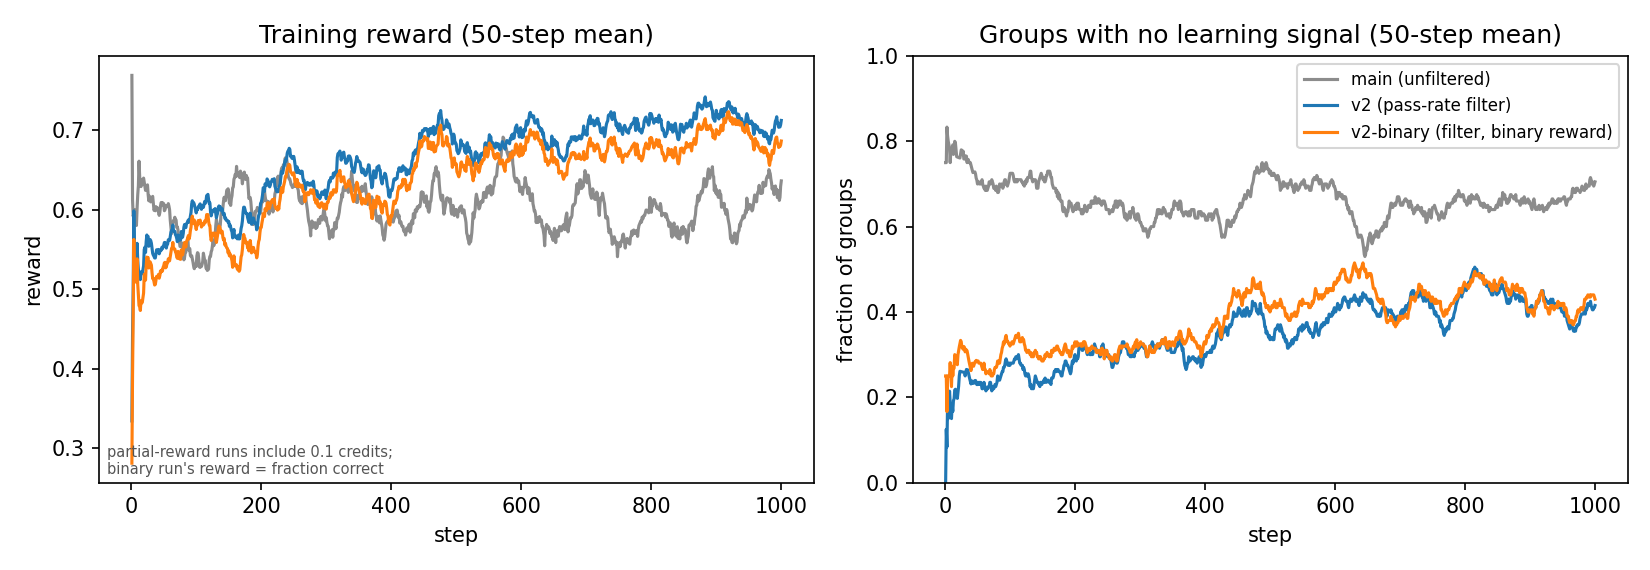 Training reward (50-step mean)
reward
0.7
0.6
0.5
0.4
0.3
partial-reward runs include 0.1 credits;
binary run's reward = fraction correct
0 200 400 600 800 1000
step
Groups with no learning signal (50-step mean)
fraction of groups
1.0
0.8
0.6
0.4
0.2
0.0
main (unfiltered)
v2 (pass-rate filter)
v2-binary (filter, binary reward)
0 200 400 600 800 1000
step